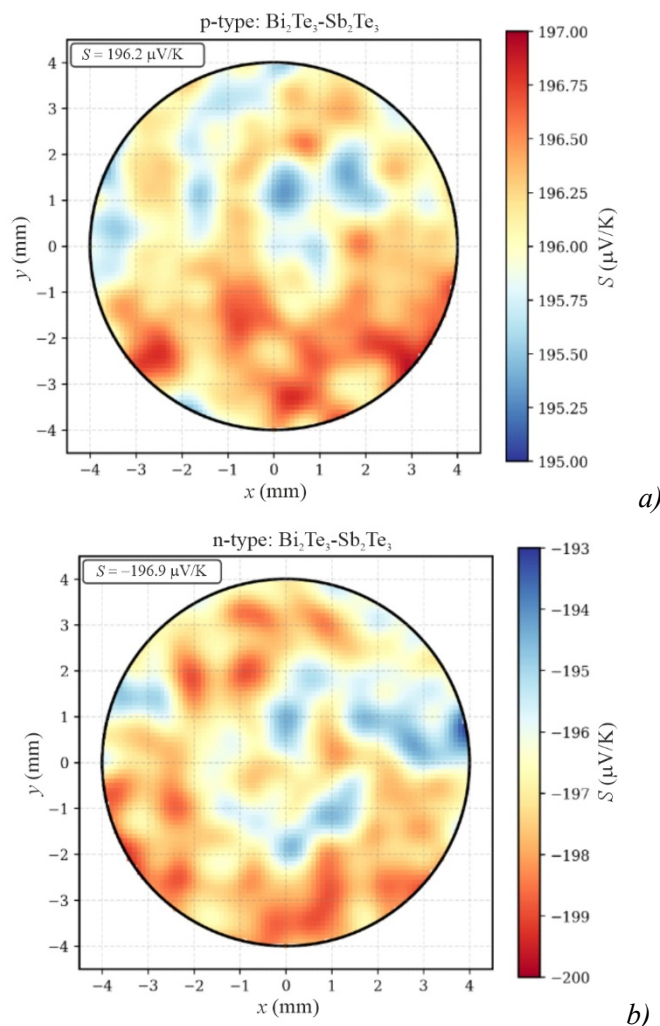 p-type: Bi₂Te₃-Sb₂Te₃
S = 196.2 μV/K
4
3
2
1
0
−1
−2
−3
−4
y (mm)
−4 −3 −2 −1 0 1 2 3 4
x (mm)
197.00
196.75
196.50
196.25
196.00
195.75
195.50
195.25
195.00
S (μV/K)
a)
n-type: Bi₂Te₃-Sb₂Te₃
S = −196.9 μV/K
4
3
2
1
0
−1
−2
−3
−4
y (mm)
−4 −3 −2 −1 0 1 2 3 4
x (mm)
−193
−194
−195
−196
−197
−198
−199
−200
S (μV/K)
b)